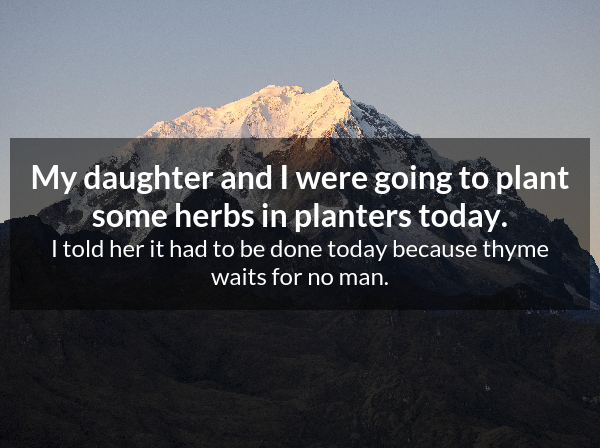 My daughter and I were going to plant
some herbs in planters today.
I told her it had to be done today because thyme
waits for no man.